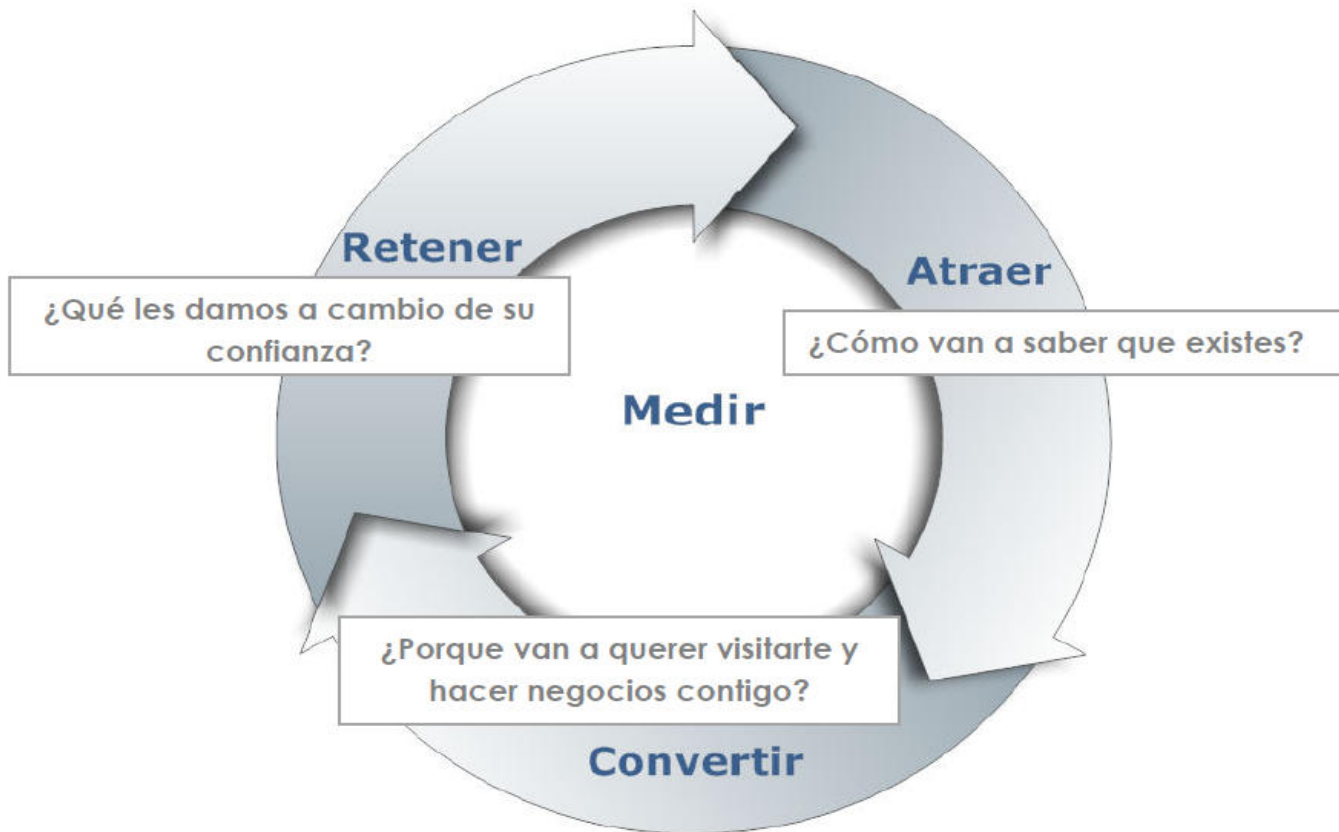 Retener
¿Qué les damos a cambio de su
confianza?
Atraer
¿Cómo van a saber que existes?
Medir
¿Porque van a querer visitarte y
hacer negocios contigo?
Convertir